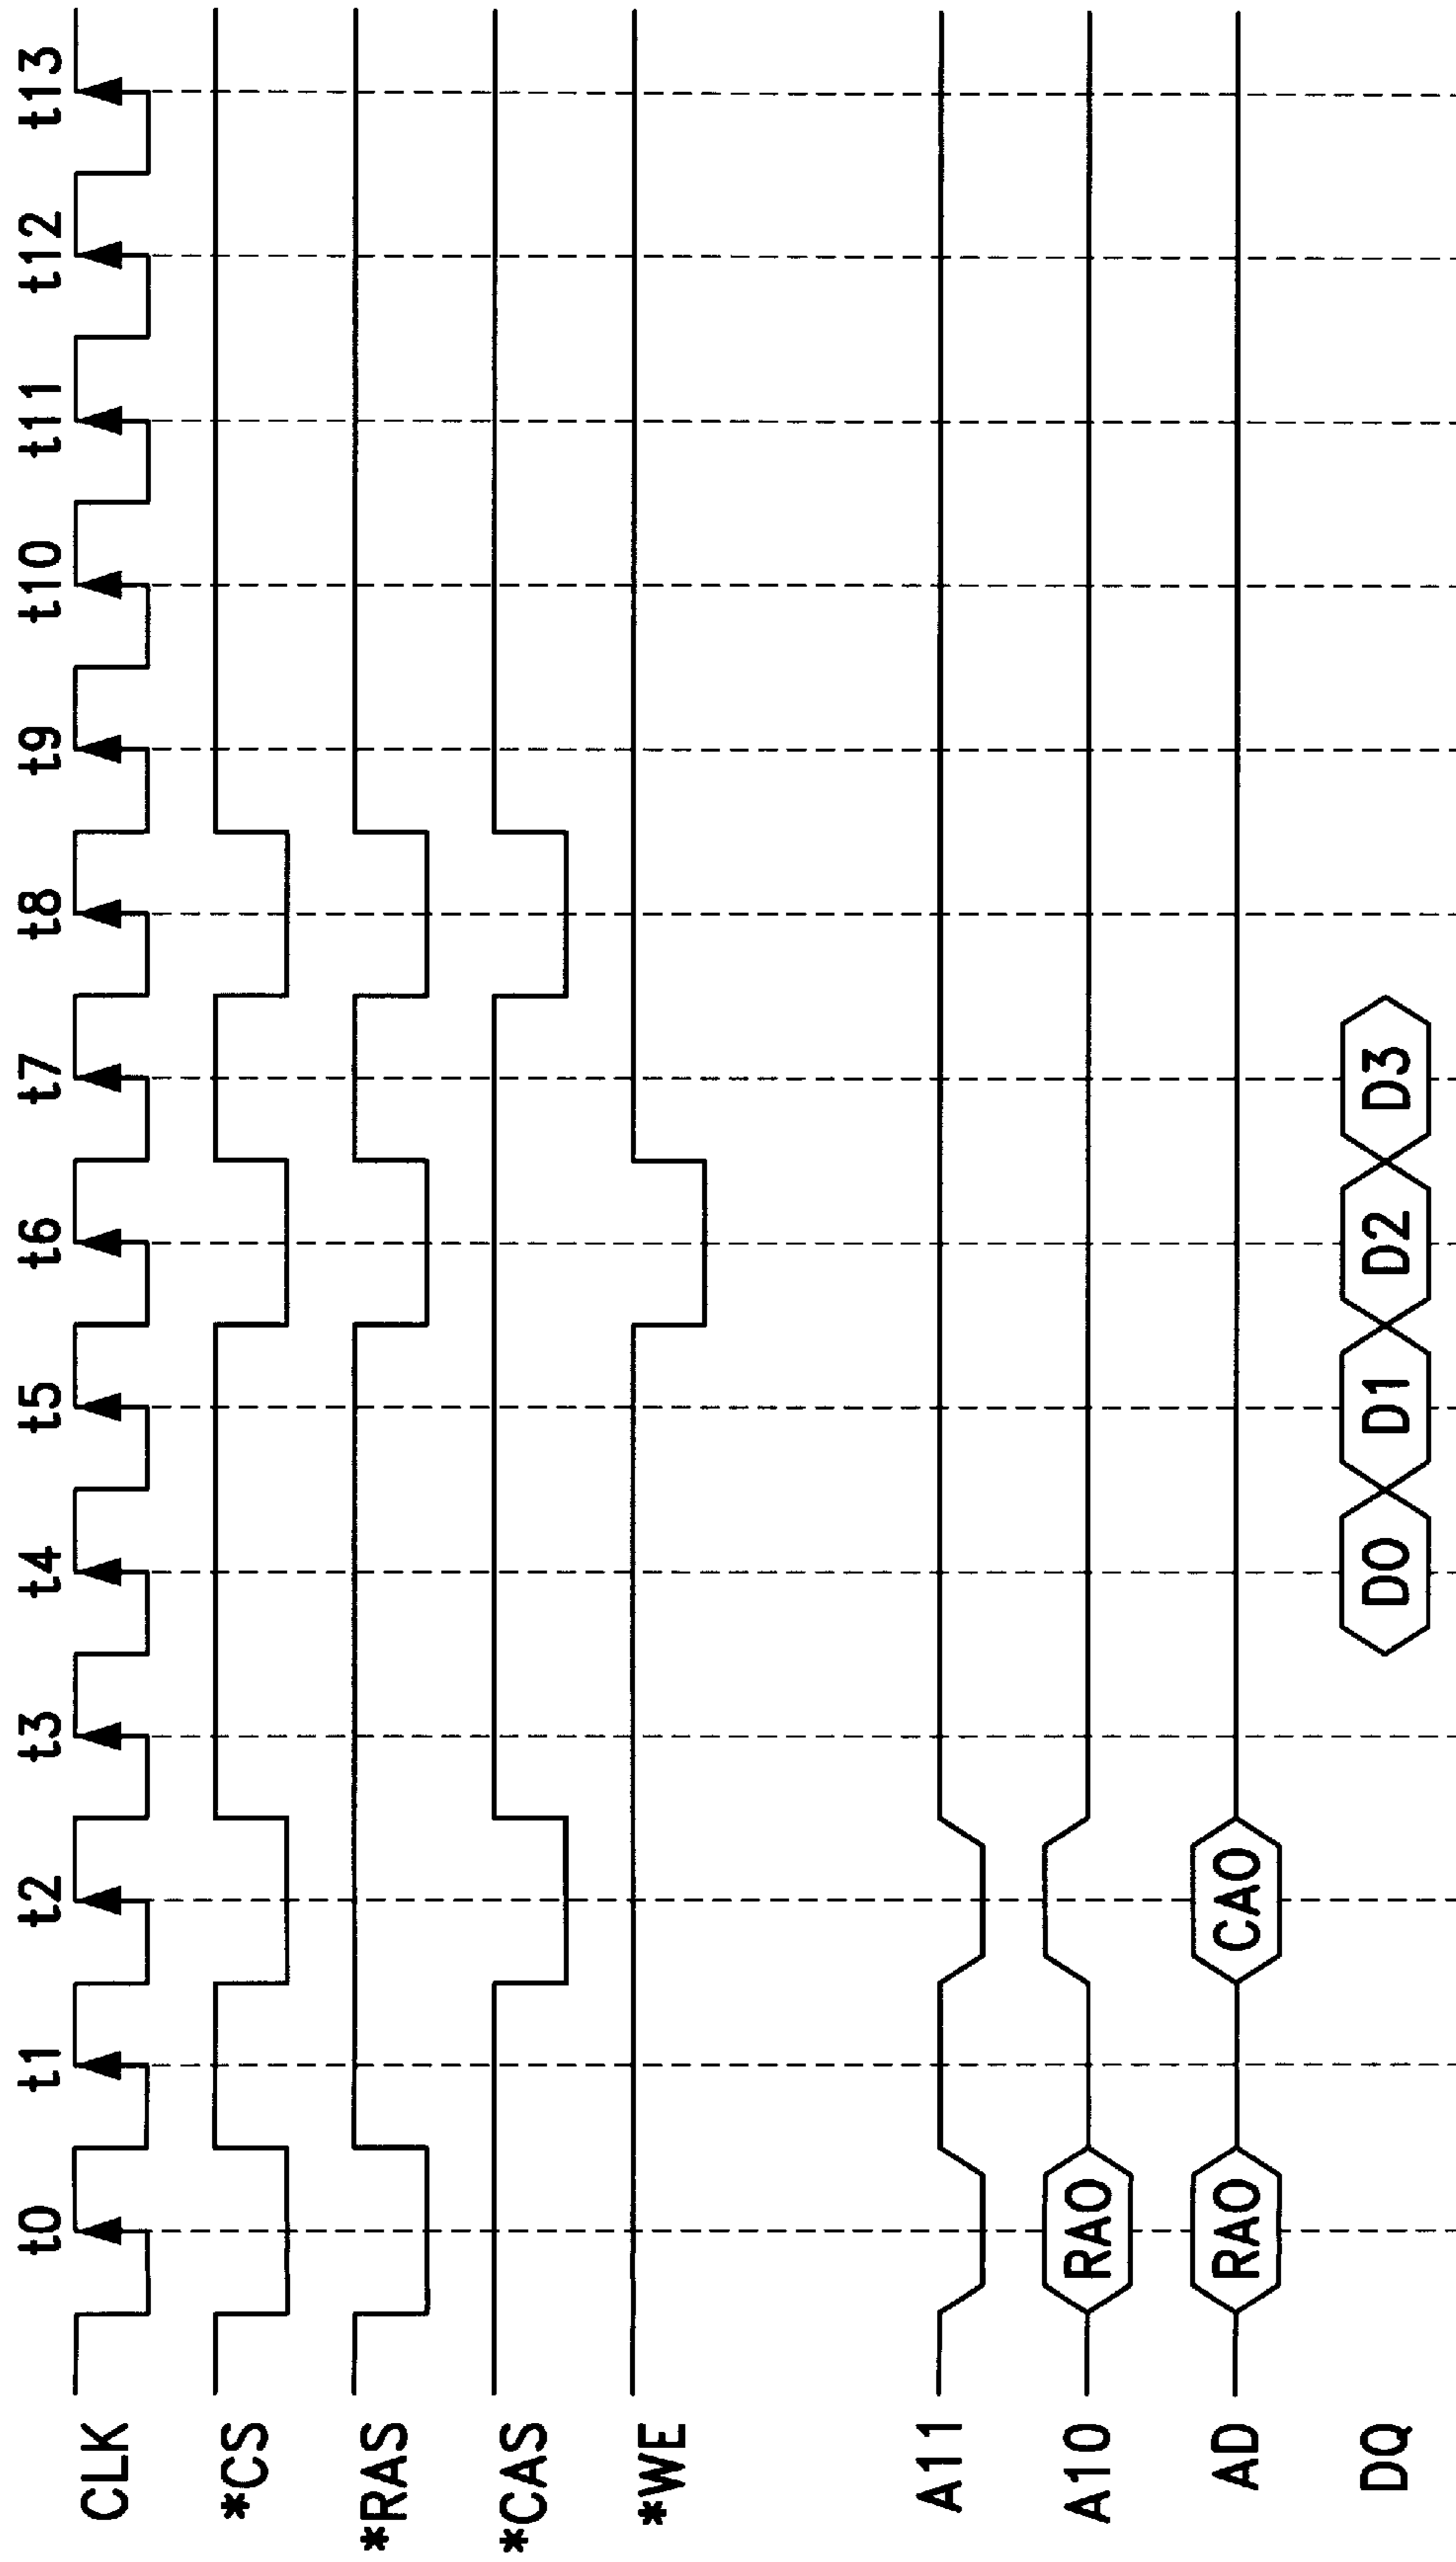 t0 t1 t2 t3 t4 t5 t6 t7 t8 t9 t10 t11 t12 t13
CLK
*CS
*RAS
*CAS
*WE
A11
A10 RA0
AD RA0 CA0
DQ D0 D1 D2 D3